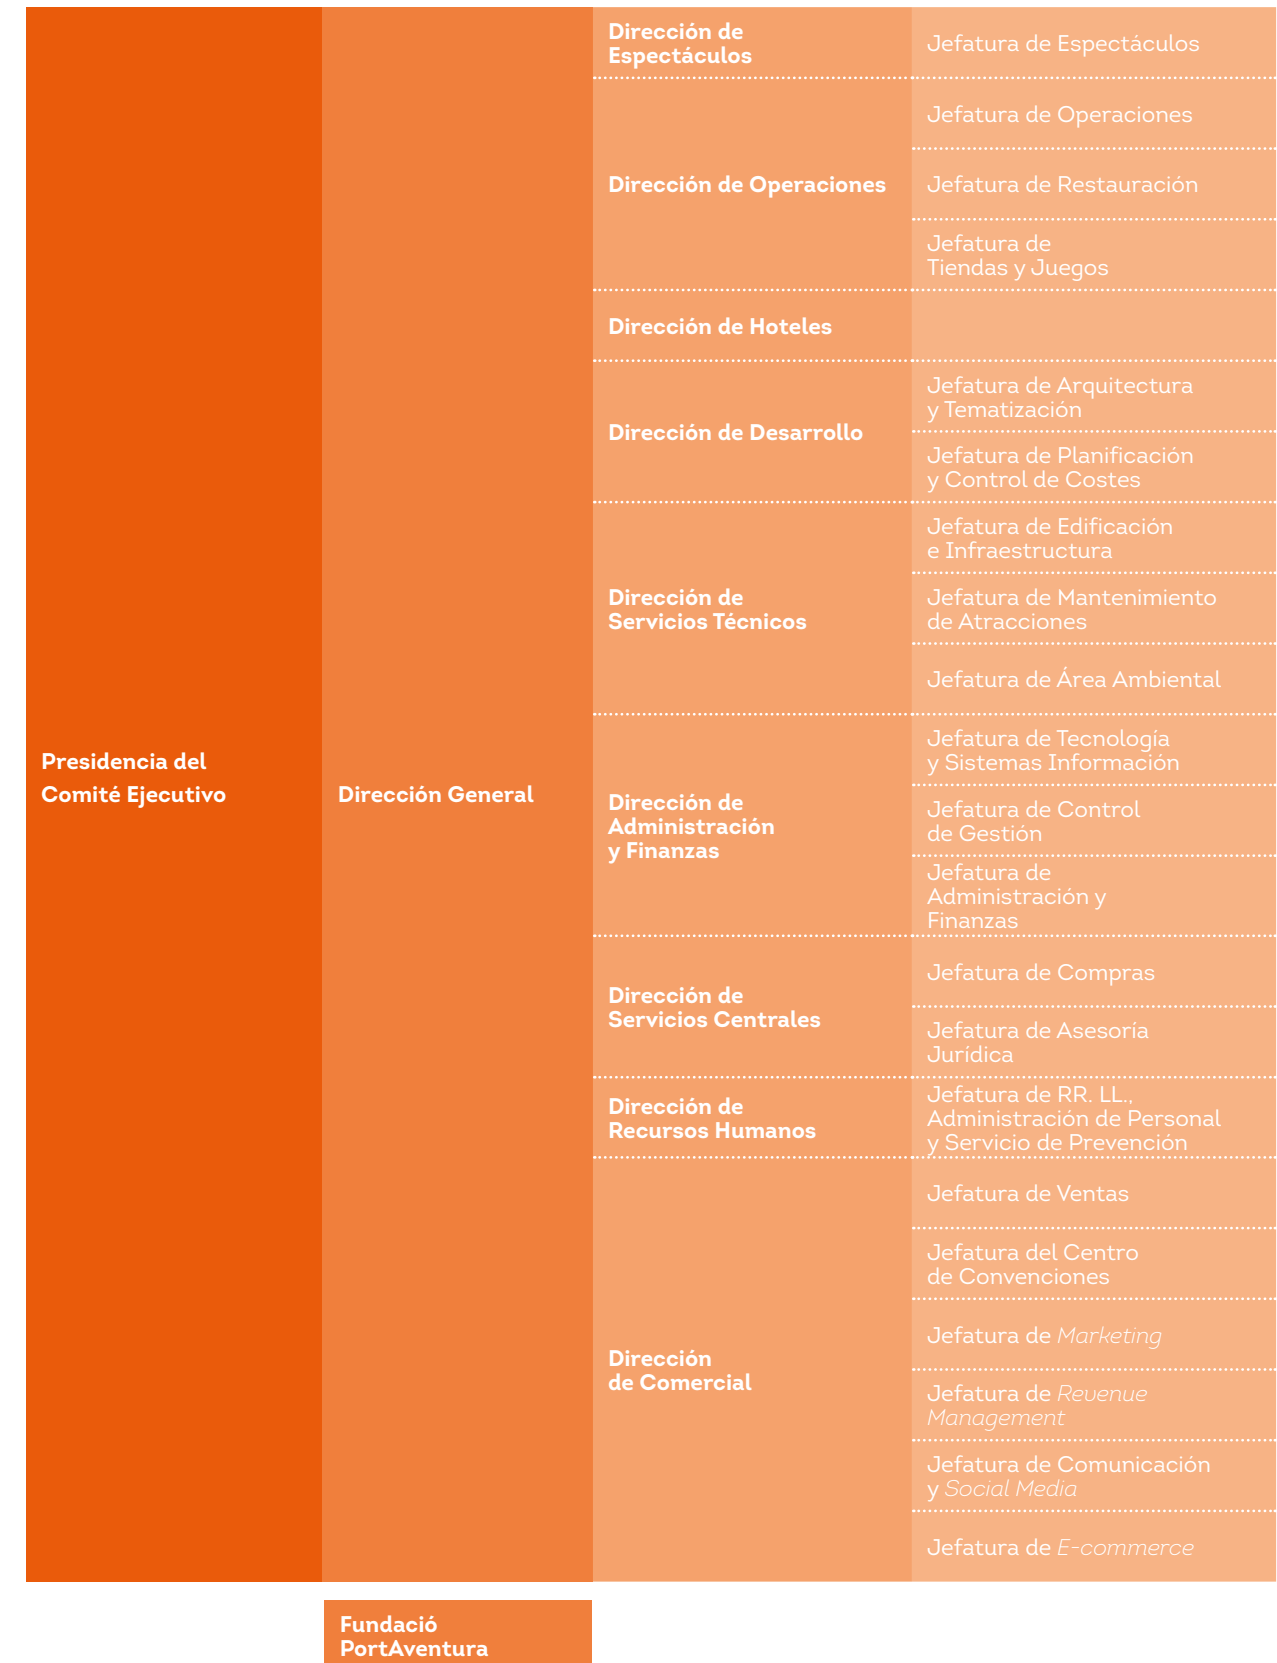 Presidencia del
Comité Ejecutivo
Dirección General
Dirección de
Espectáculos
Jefatura de Espectáculos
Dirección de Operaciones
Jefatura de Operaciones
Jefatura de Restauración
Jefatura de
Tiendas y Juegos
Dirección de Hoteles
Dirección de Desarrollo
Jefatura de Arquitectura
y Tematización
Jefatura de Planificación
y Control de Costes
Dirección de
Servicios Técnicos
Jefatura de Edificación
e Infraestructura
Jefatura de Mantenimiento
de Atracciones
Jefatura de Área Ambiental
Dirección de
Administración
y Finanzas
Jefatura de Tecnología
y Sistemas Información
Jefatura de Control
de Gestión
Jefatura de
Administración y
Finanzas
Dirección de
Servicios Centrales
Jefatura de Compras
Jefatura de Asesoría
Jurídica
Dirección de
Recursos Humanos
Jefatura de RR. LL.,
Administración de Personal
y Servicio de Prevención
Dirección
de Comercial
Jefatura de Ventas
Jefatura del Centro
de Convenciones
Jefatura de Marketing
Jefatura de Revenue
Management
Jefatura de Comunicación
y Social Media
Jefatura de E-commerce
Fundació
PortAventura